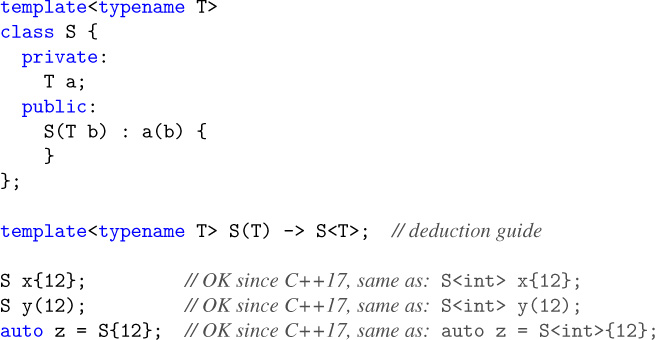 template<typename T>
class S {
private:
T a;
public:
S(T b) : a(b) {
}
};
template<typename T> S(T) -> S<T>; // deduction guide
S x{12}; // OK since C++17, same as: S<int> x{12};
S y(12); // OK since C++17, same as: S<int> y(12);
auto z = S{12}; // OK since C++17, same as: auto z = S<int>{12};